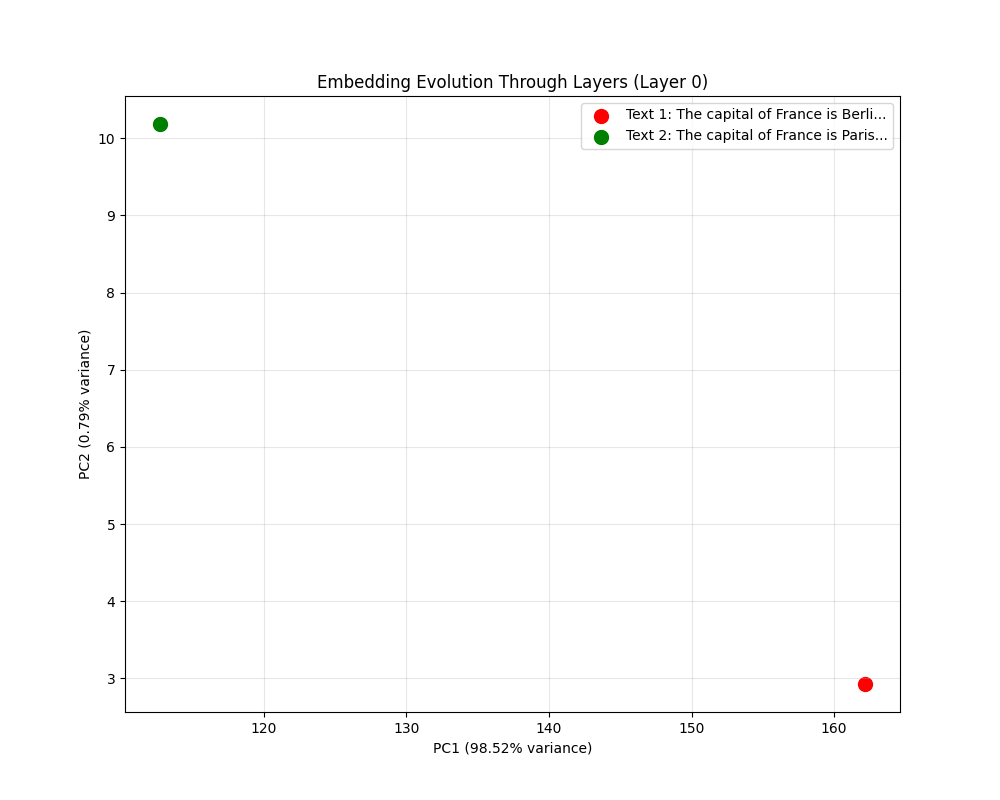 Embedding Evolution Through Layers (Layer 0)
Text 1: The capital of France is Berli...
Text 2: The capital of France is Paris...
10
9
8
7
6
5
4
3
PC2 (0.79% variance)
120 130 140 150 160
PC1 (98.52% variance)